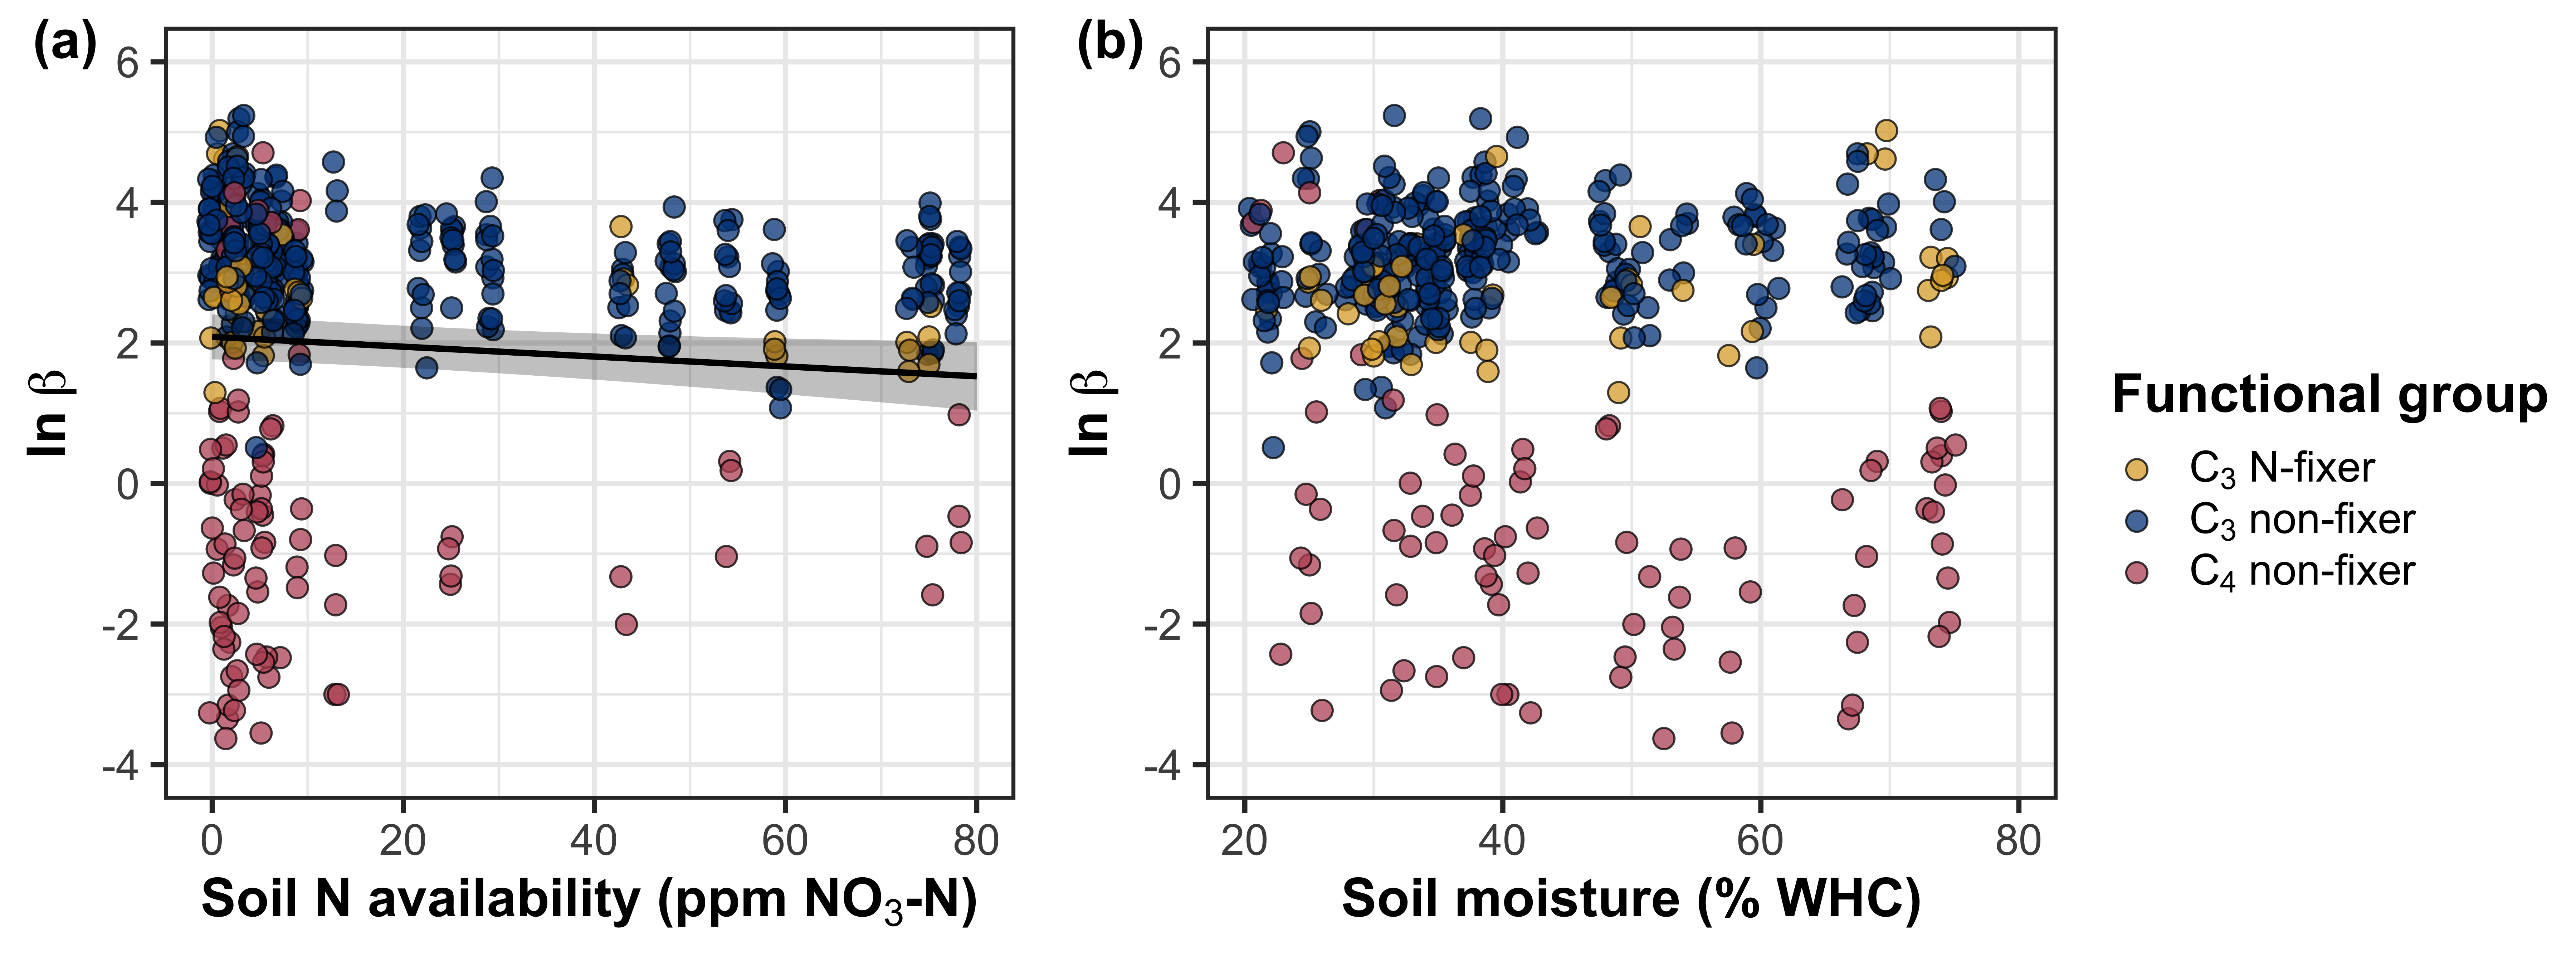 (a)
6
4
2
0
-2
-4
ln β
0 20 40 60 80
Soil N availability (ppm NO₃-N)
(b)
6
4
2
0
-2
-4
ln β
20 40 60 80
Soil moisture (% WHC)
Functional group
C₃ N-fixer
C₃ non-fixer
C₄ non-fixer